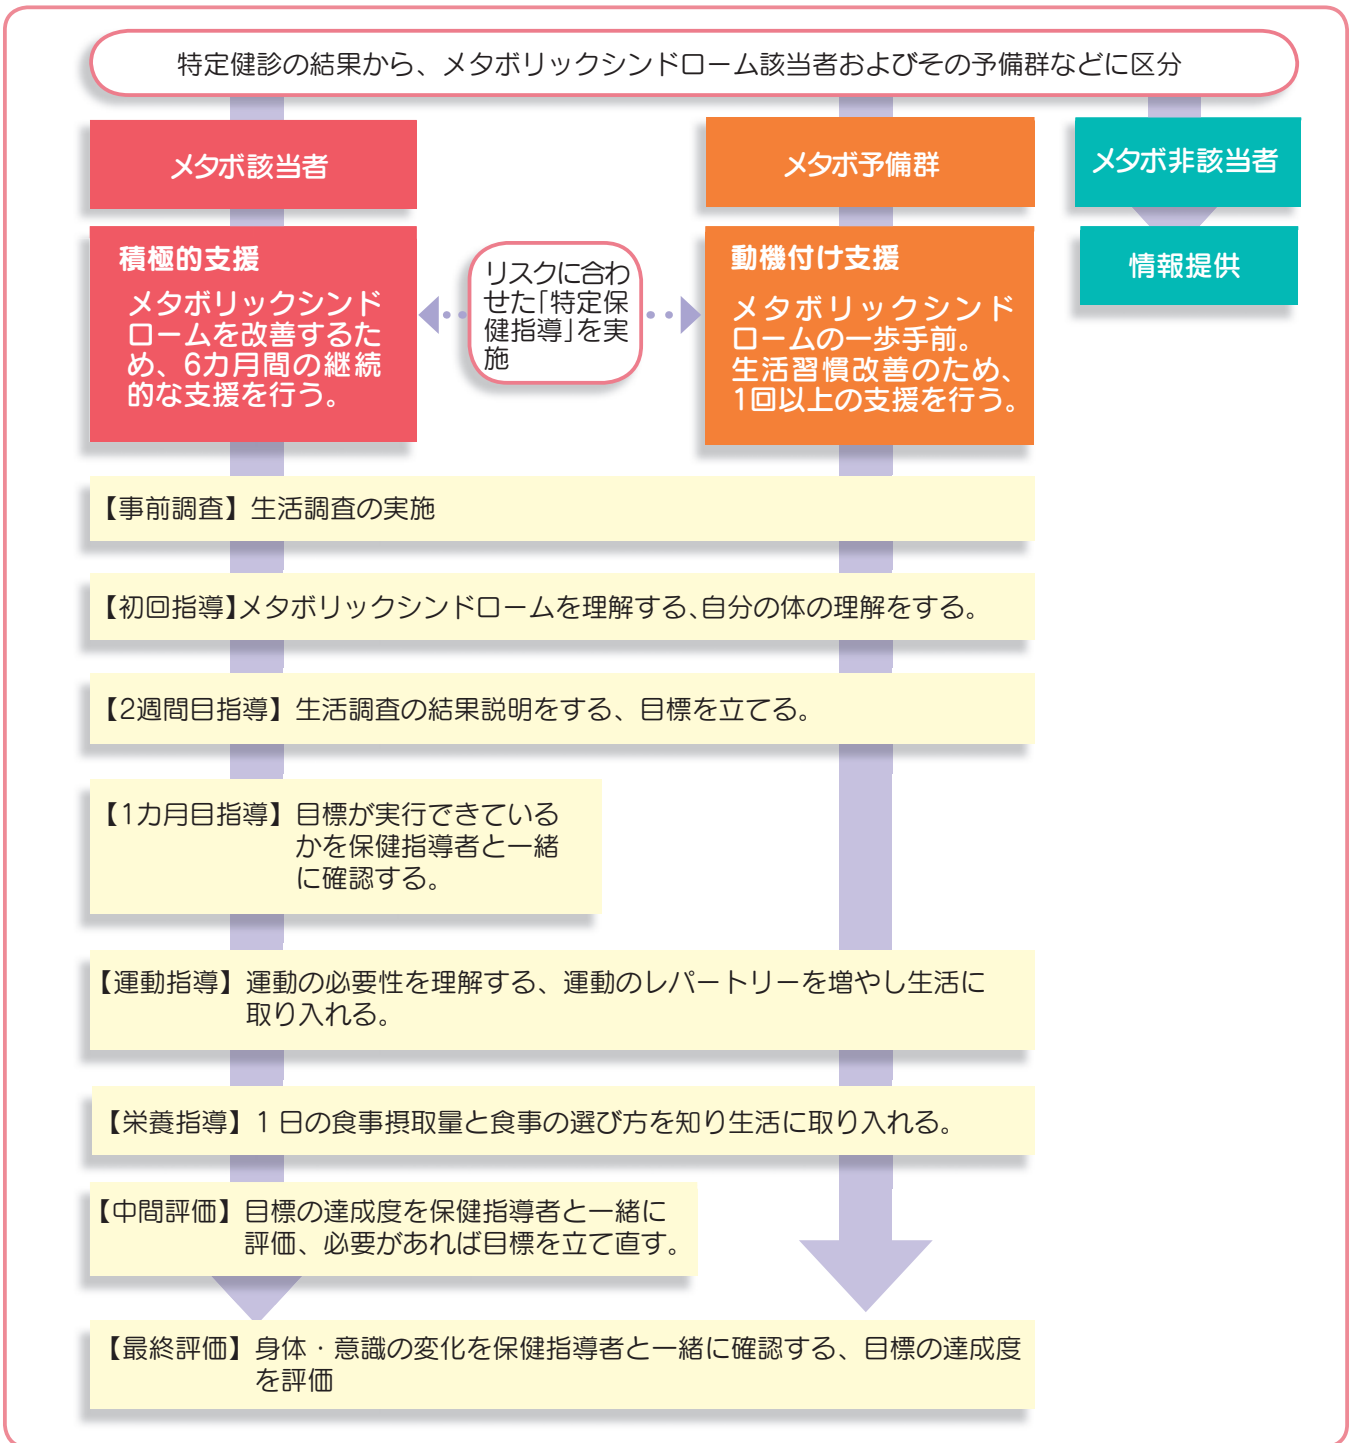 特定健診の結果から、メタボリックシンドローム該当者およびその予備群などに区分
メタボ該当者
メタボ予備群
メタボ非該当者
積極的支援
メタボリックシンド
ロームを改善するた
め、6カ月間の継続
的な支援を行う。
リスクに合わ
せた「特定保
健指導」を実
施
動機付け支援
メタボリックシンド
ロームの一歩手前。
生活習慣改善のため、
1回以上の支援を行う。
情報提供
【事前調査】生活調査の実施
【初回指導】メタボリックシンドロームを理解する、自分の体の理解をする。
【2週間目指導】生活調査の結果説明をする、目標を立てる。
【1カ月目指導】目標が実行できている
かを保健指導者と一緒
に確認する。
【運動指導】運動の必要性を理解する、運動のレパートリーを増やし生活に
取り入れる。
【栄養指導】1日の食事摂取量と食事の選び方を知り生活に取り入れる。
【中間評価】目標の達成度を保健指導者と一緒に
評価、必要があれば目標を立て直す。
【最終評価】身体・意識の変化を保健指導者と一緒に確認する、目標の達成度
を評価